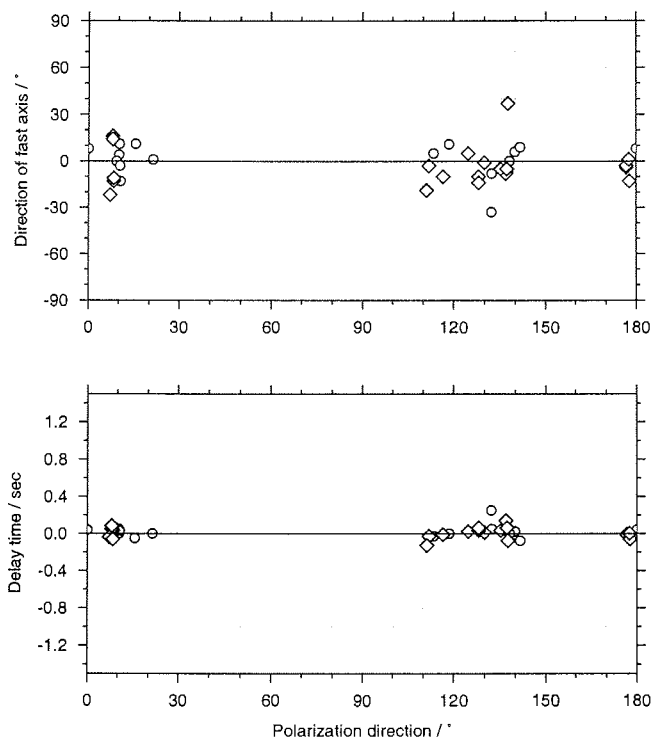 90
60
30
0
-30
-60
-90
Direction of fast axis / °
0 30 60 90 120 150 180
1.2
0.8
0.4
0.0
-0.4
-0.8
-1.2
Delay time / sec
0 30 60 90 120 150 180
Polarization direction / °